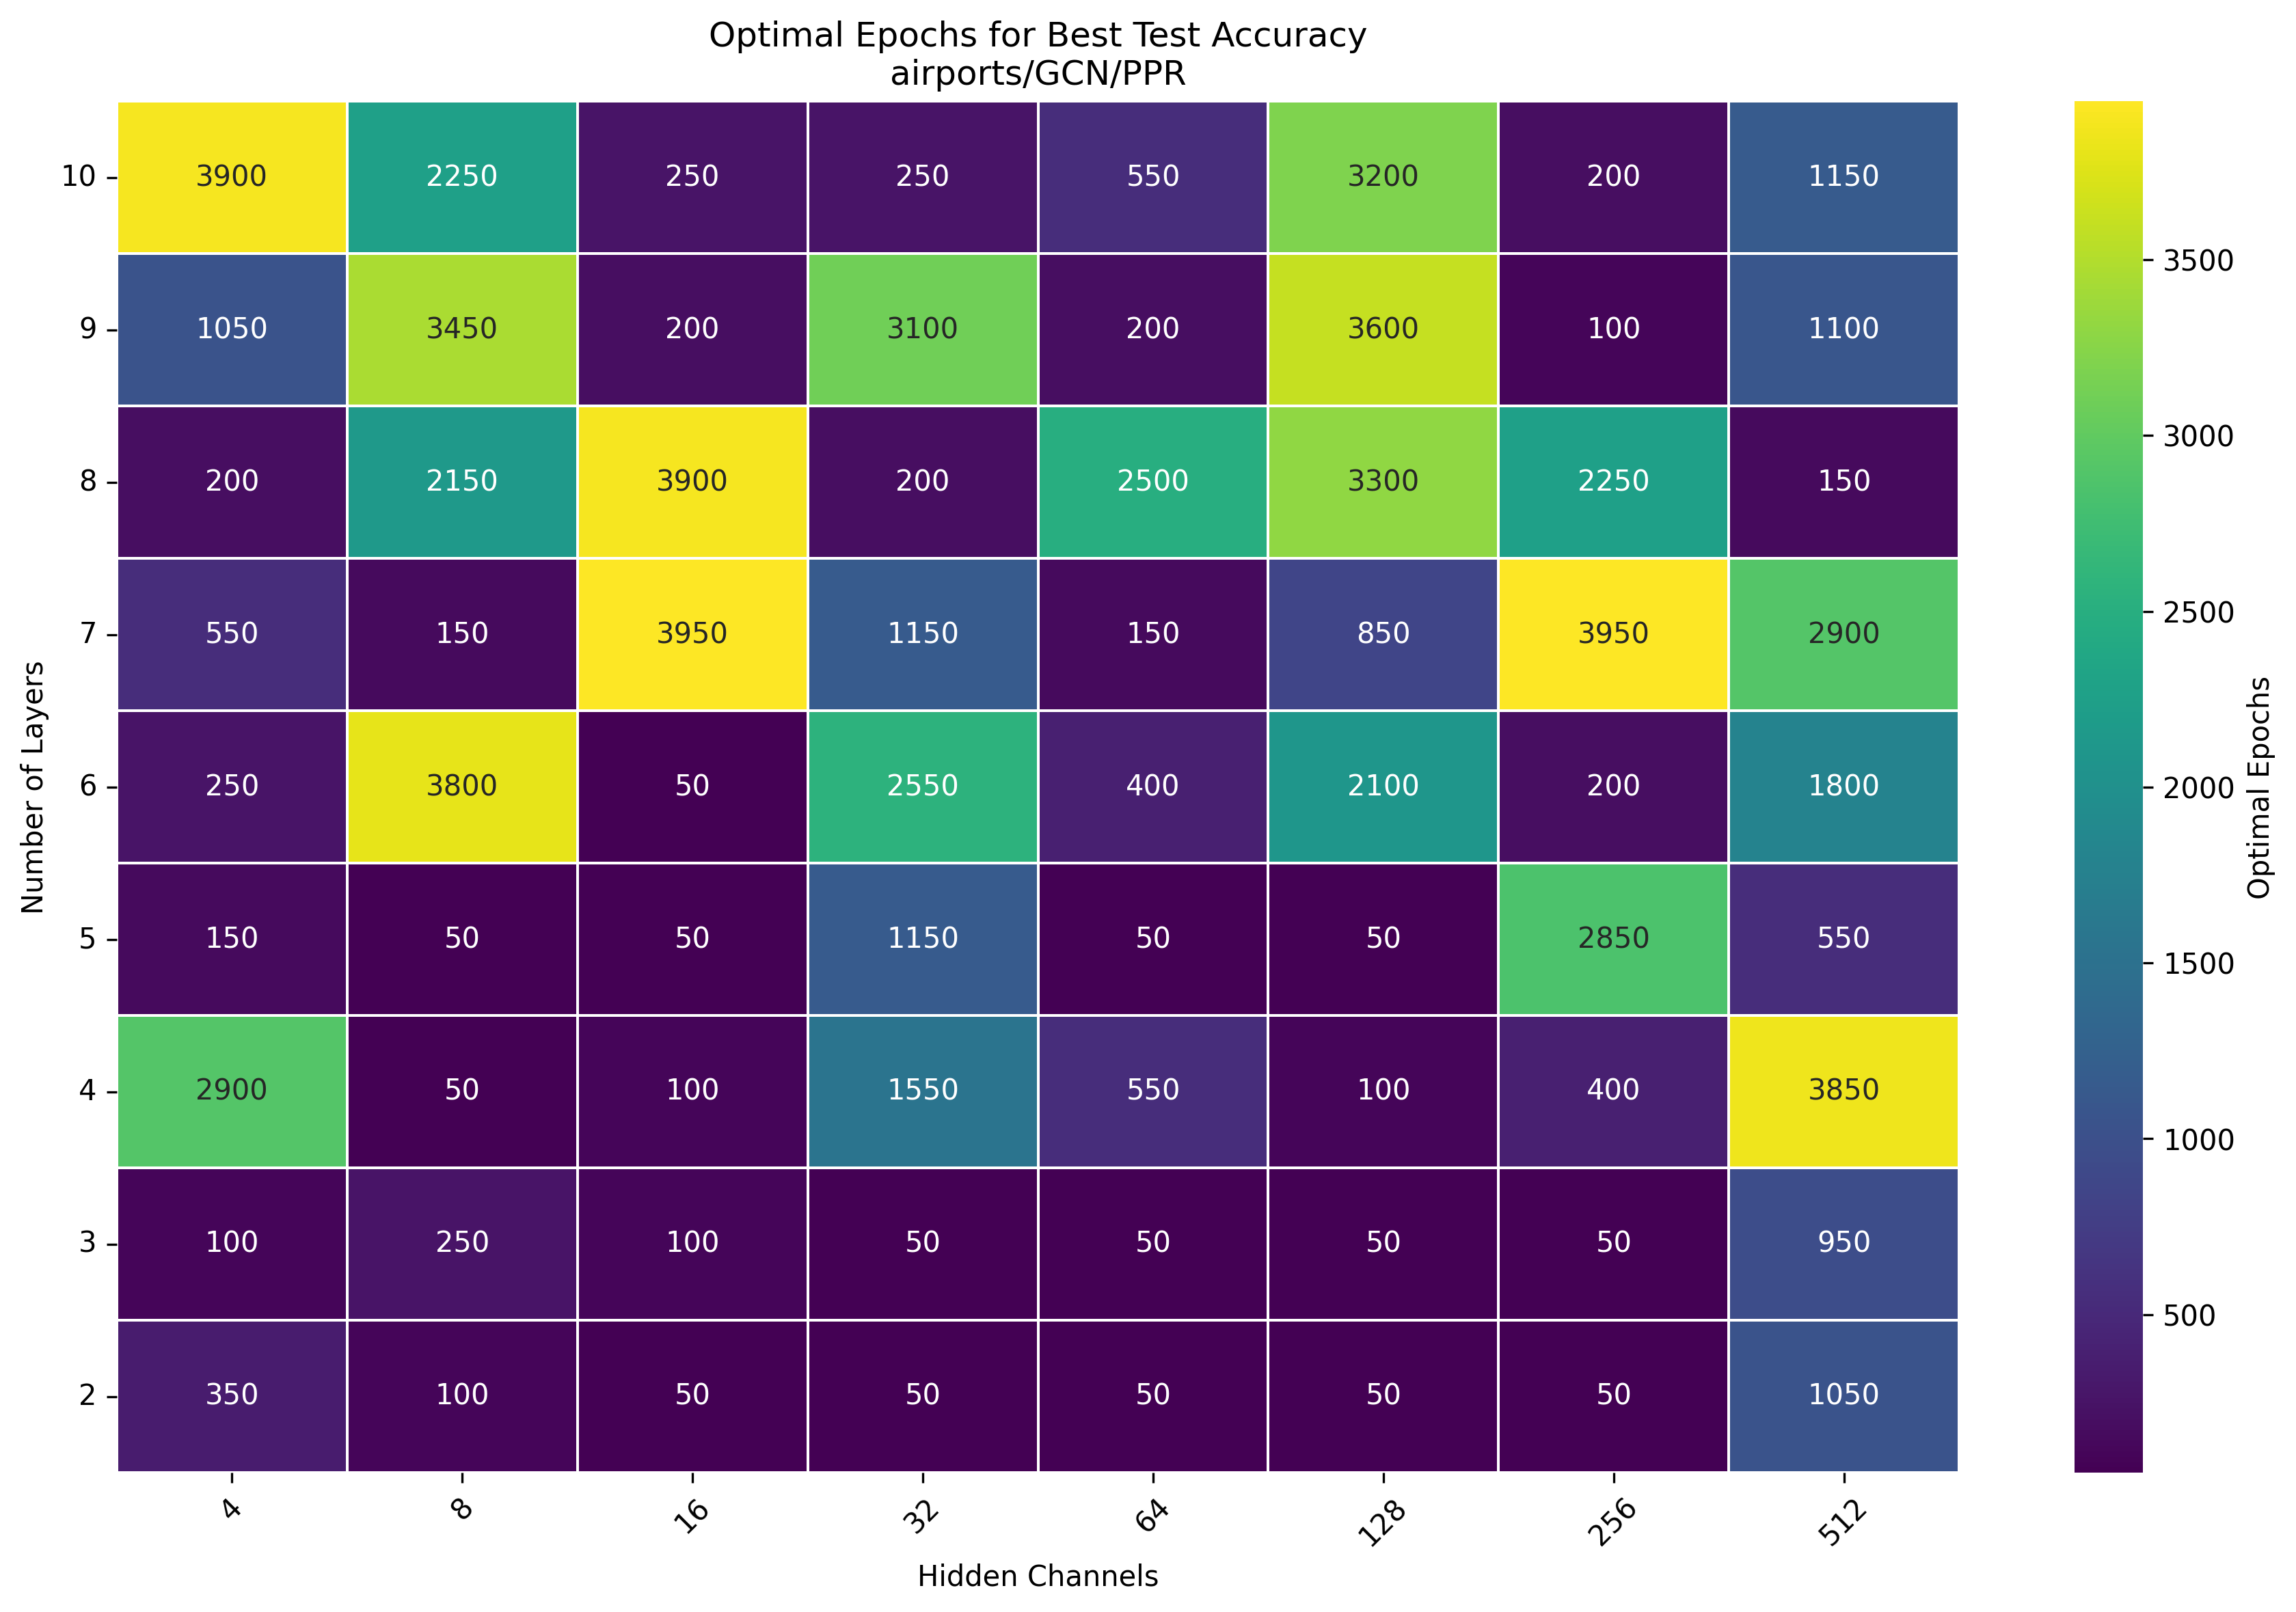 Optimal Epochs for Best Test Accuracy
airports/GCN/PPR
10 3900 2250 250 250 550 3200 200 1150
9 1050 3450 200 3100 200 3600 100 1100
8 200 2150 3900 200 2500 3300 2250 150
7 550 150 3950 1150 150 850 3950 2900
6 250 3800 50 2550 400 2100 200 1800
5 150 50 50 1150 50 50 2850 550
4 2900 50 100 1550 550 100 400 3850
3 100 250 100 50 50 50 50 950
2 350 100 50 50 50 50 50 1050
4 8 16 32 64 128 256 512
Hidden Channels
Number of Layers
3500
3000
2500
2000
1500
1000
500
Optimal Epochs